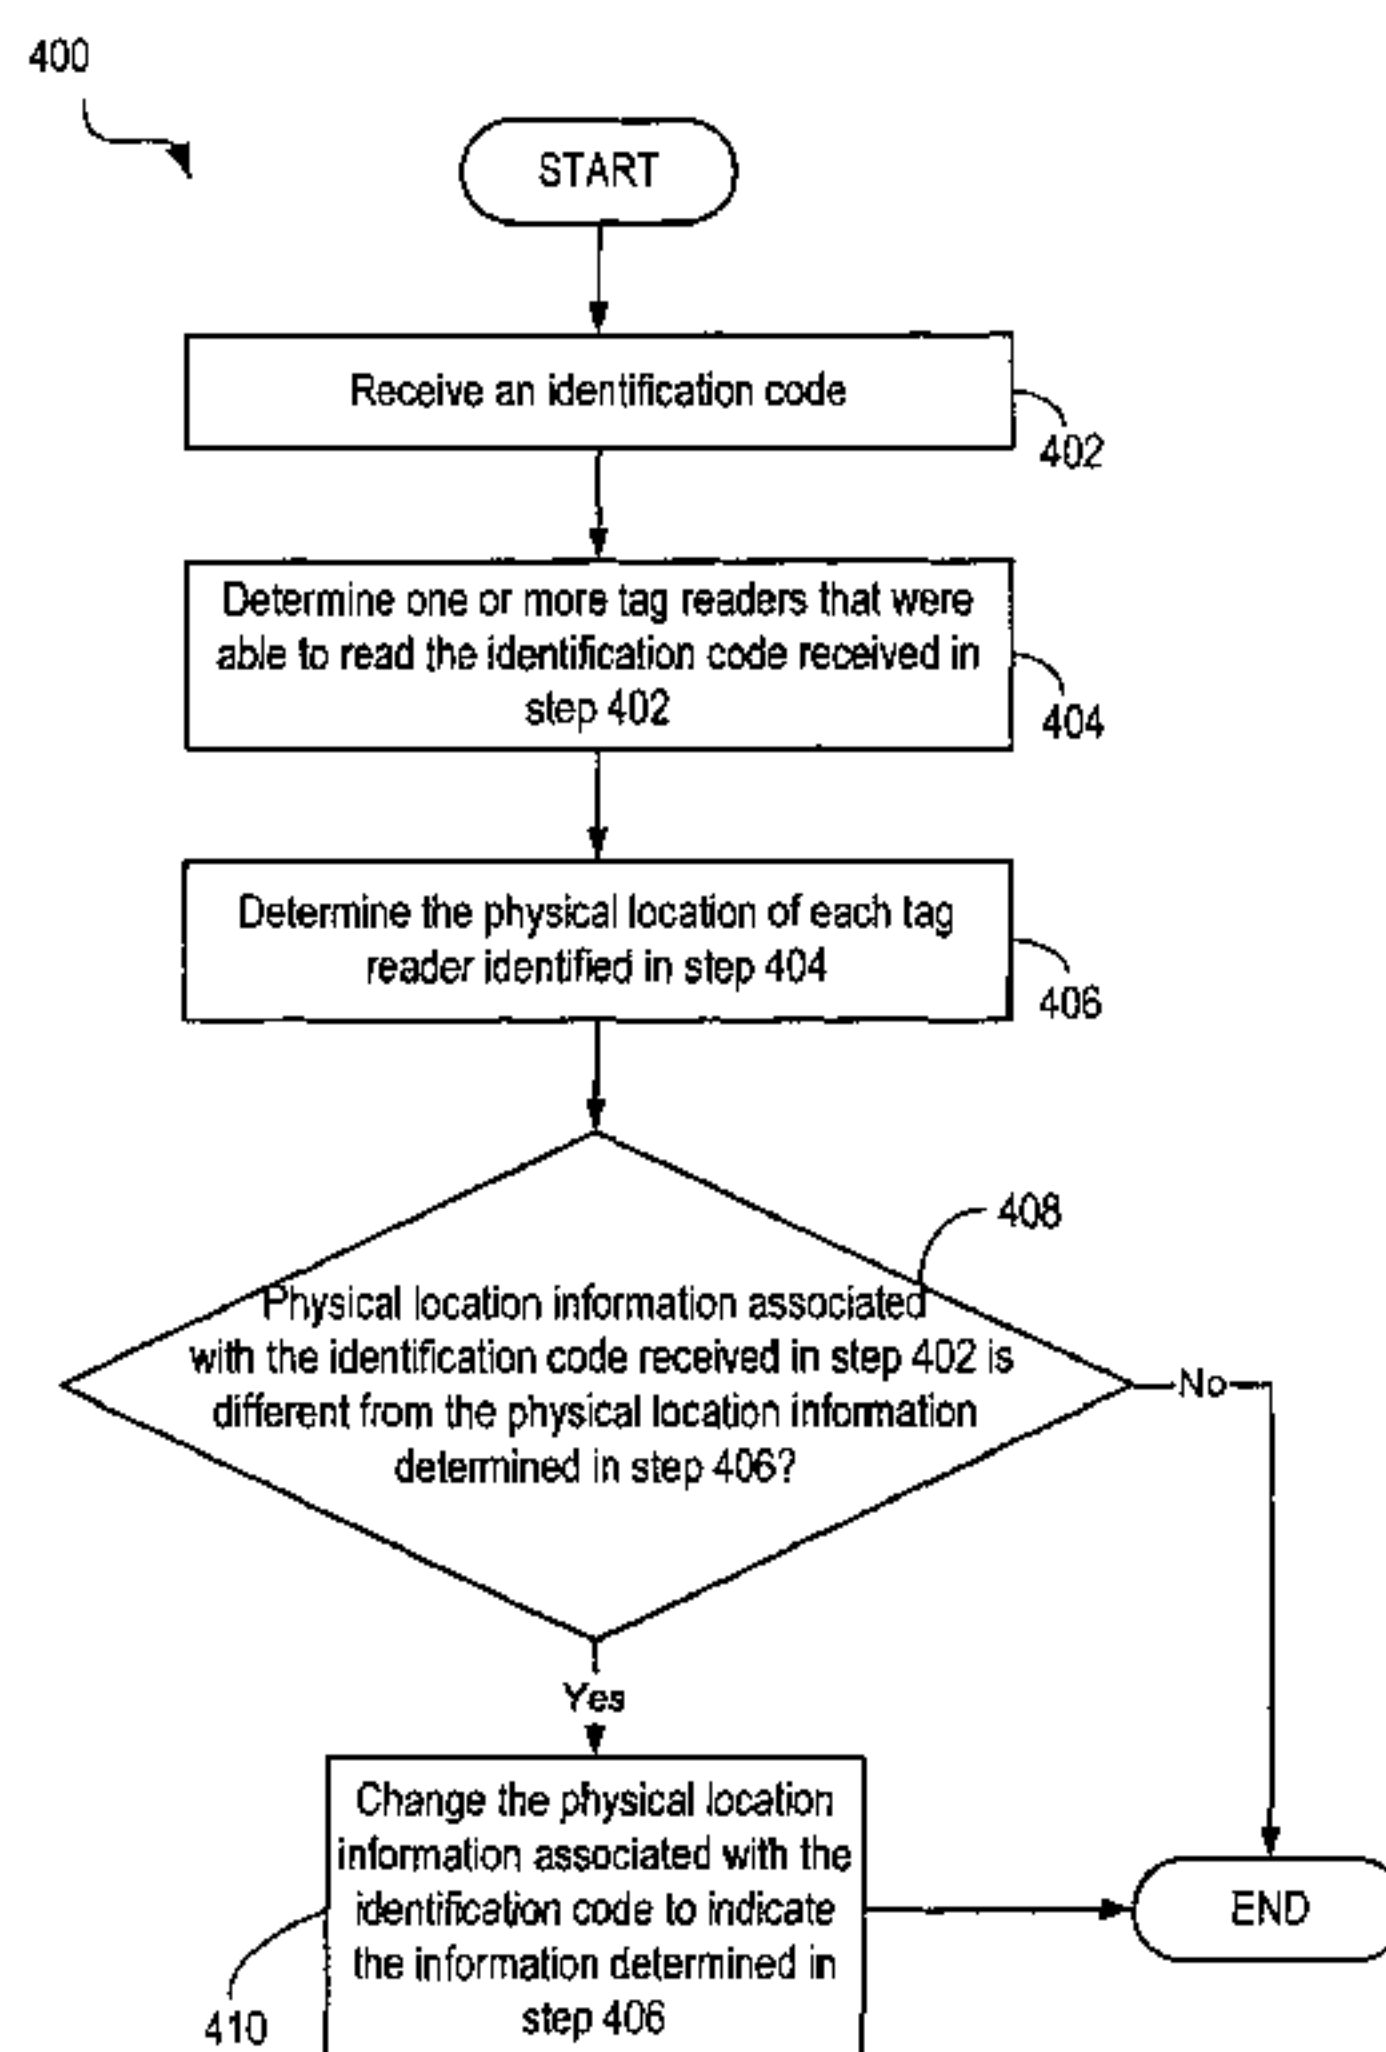 400
START
Receive an identification code
402
Determine one or more tag readers that were
able to read the identification code received in
step 402
404
Determine the physical location of each tag
reader identified in step 404
406
408
Physical location information associated
with the identification code received in step 402 is
different from the physical location information
determined in step 406?
No
Yes
Change the physical location
information associated with the
identification code to indicate
the information determined in
step 406
END
410